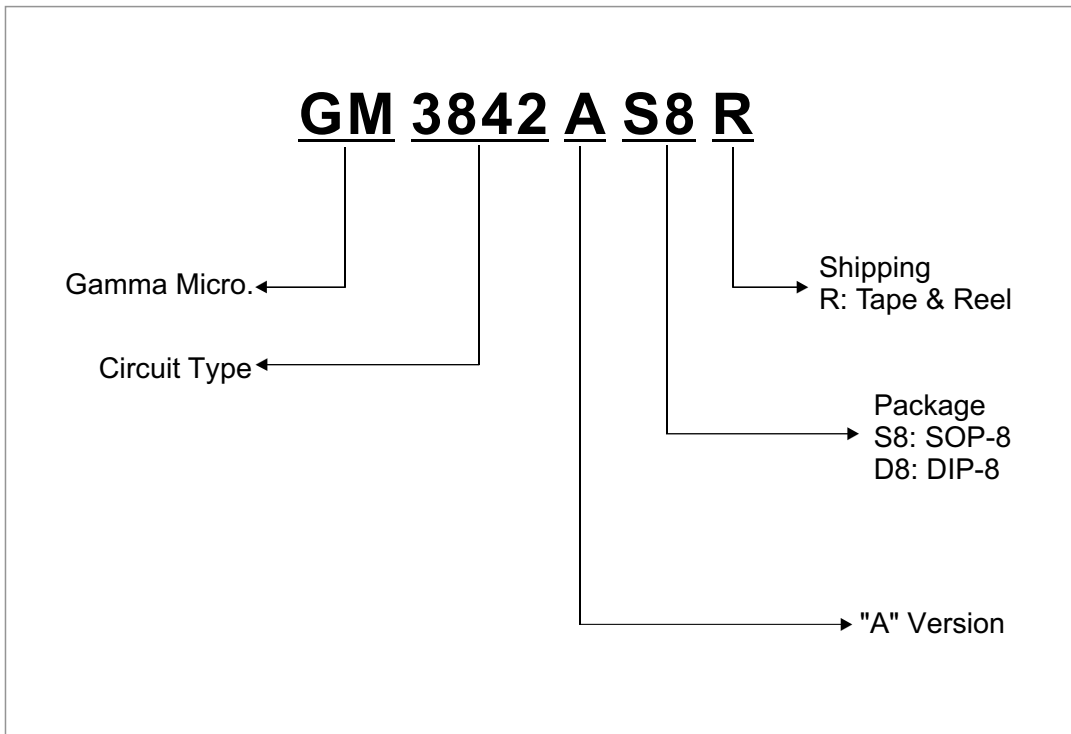 GM 3842 A S8 R
Gamma Micro.
Shipping
R: Tape & Reel
Circuit Type
Package
S8: SOP-8
D8: DIP-8
"A" Version